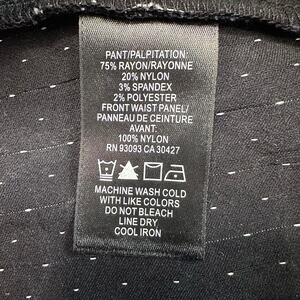 PANT/PALPITATION:
75% RAYON/RAYONNE
20% NYLON
3% SPANDEX
2% POLYESTER
FRONT WAIST PANEL/
PANNEAU DE CEINTURE
AVANT:
100% NYLON
RN 93093 CA 30427
MACHINE WASH COLD
WITH LIKE COLORS
DO NOT BLEACH
LINE DRY
COOL IRON